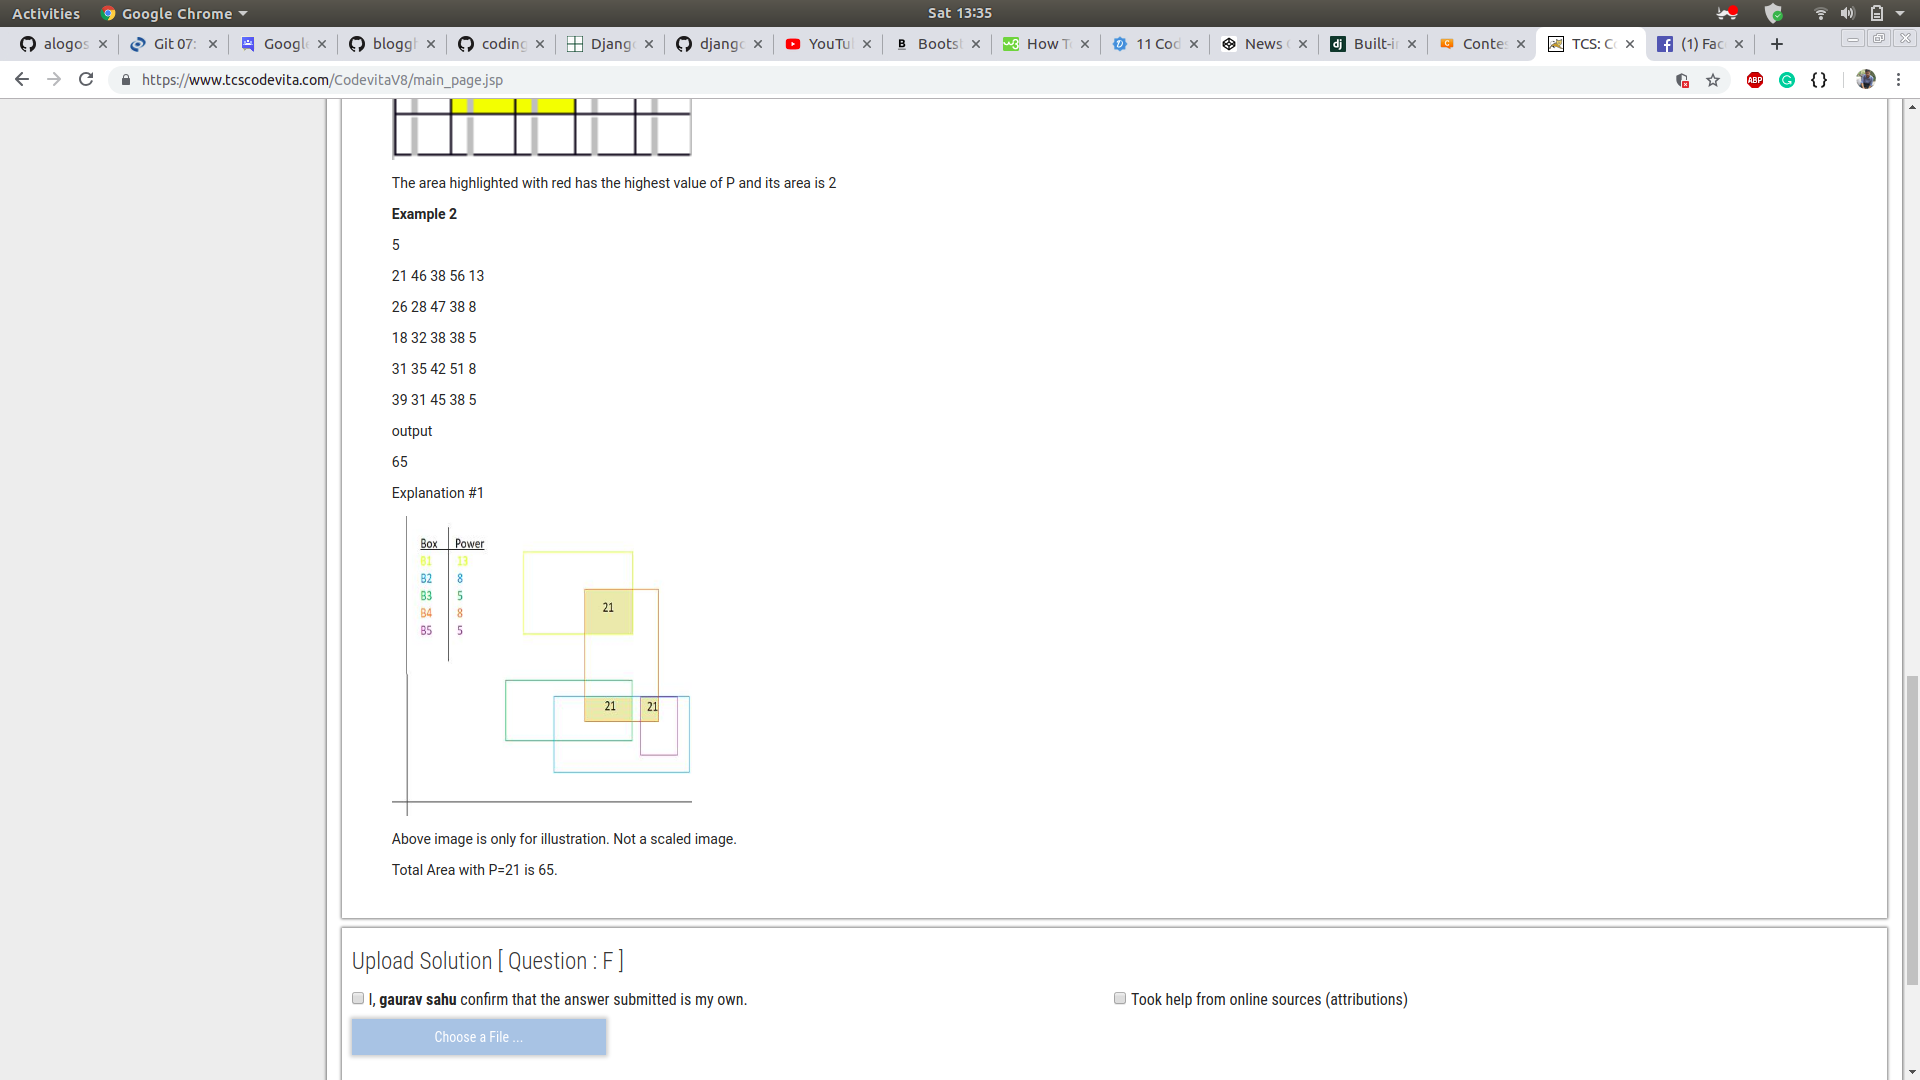 Activities
Google Chrome
Sat 13:35
alogos
Git 07:
Googl
bloggh
coding
Djang
djang
YouTu
Boots
How T
11 Cod
News
Built-i
Conte
TCS: C
(1) Fac
https://www.tcscodevita.com/CodevitaV8/main_page.jsp
ABP
The area highlighted with red has the highest value of P and its area is 2
Example 2
5
21 46 38 56 13
26 28 47 38 8
18 32 38 38 5
31 35 42 51 8
39 31 45 38 5
output
65
Explanation #1
Box Power
B1 13
B2 8
B3 5
B4 8
B5 5
21
21
21
Above image is only for illustration. Not a scaled image.
Total Area with P=21 is 65.
Upload Solution [ Question : F ]
I, gaurav sahu confirm that the answer submitted is my own.
Took help from online sources (attributions)
Choose a File ...